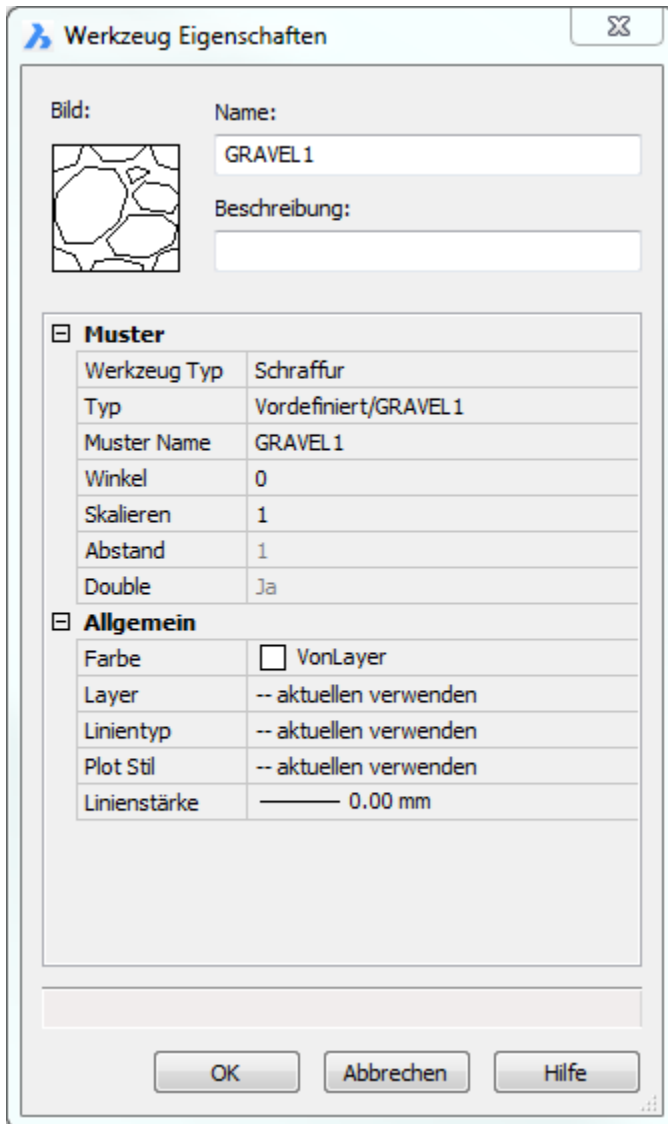 Werkzeug Eigenschaften
Bild:
Name:
GRAVEL1
Beschreibung:
Muster
Werkzeug Typ Schraffur
Typ Vordefiniert/GRAVEL1
Muster Name GRAVEL1
Winkel 0
Skalieren 1
Abstand 1
Double Ja
Allgemein
Farbe VonLayer
Layer -- aktuellen verwenden
Linientyp -- aktuellen verwenden
Plot Stil -- aktuellen verwenden
Linienstärke 0.00 mm
OK Abbrechen Hilfe